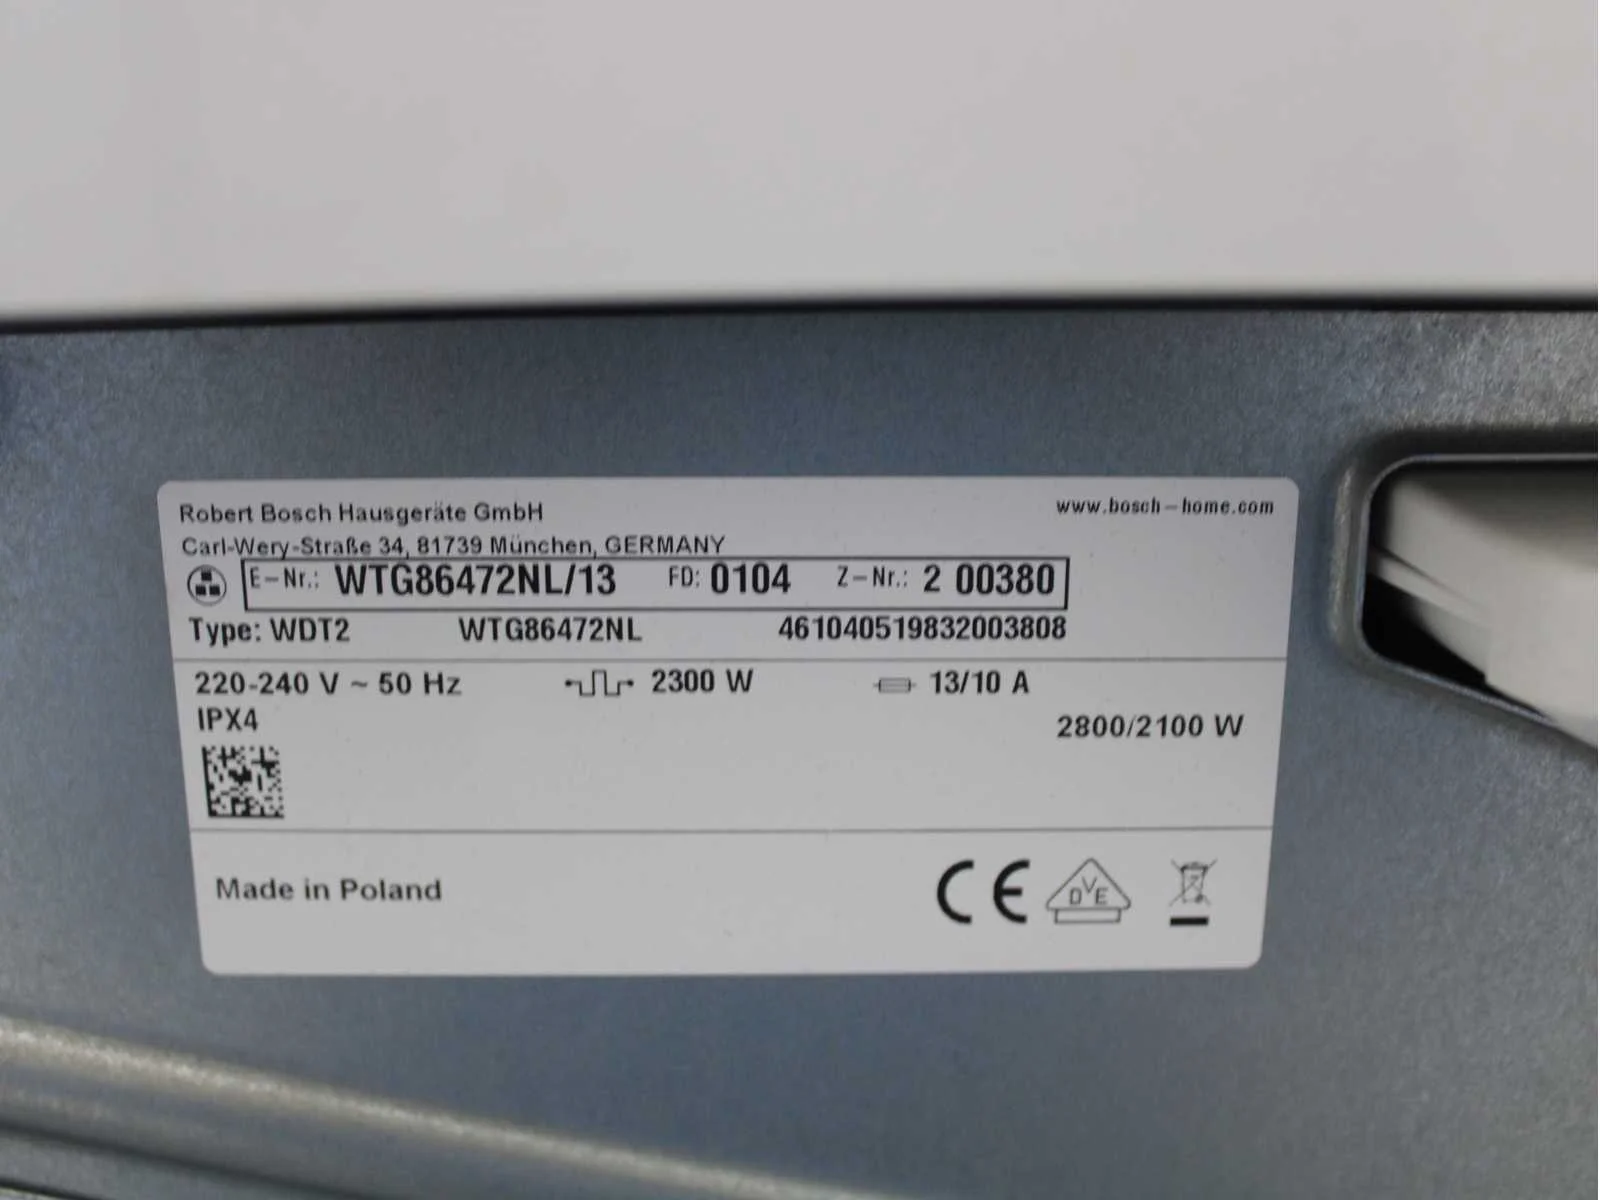 Robert Bosch Hausgeräte GmbH www.bosch-home.com
Carl-Wery-Straße 34, 81739 München, GERMANY
E-Nr.: WTG86472NL/13 FD: 0104 Z-Nr.: 2 00380
Type: WDT2 WTG86472NL 461040519832003808
220-240 V ~ 50 Hz 2300 W 13/10 A
IPX4 2800/2100 W
Made in Poland CE DVE